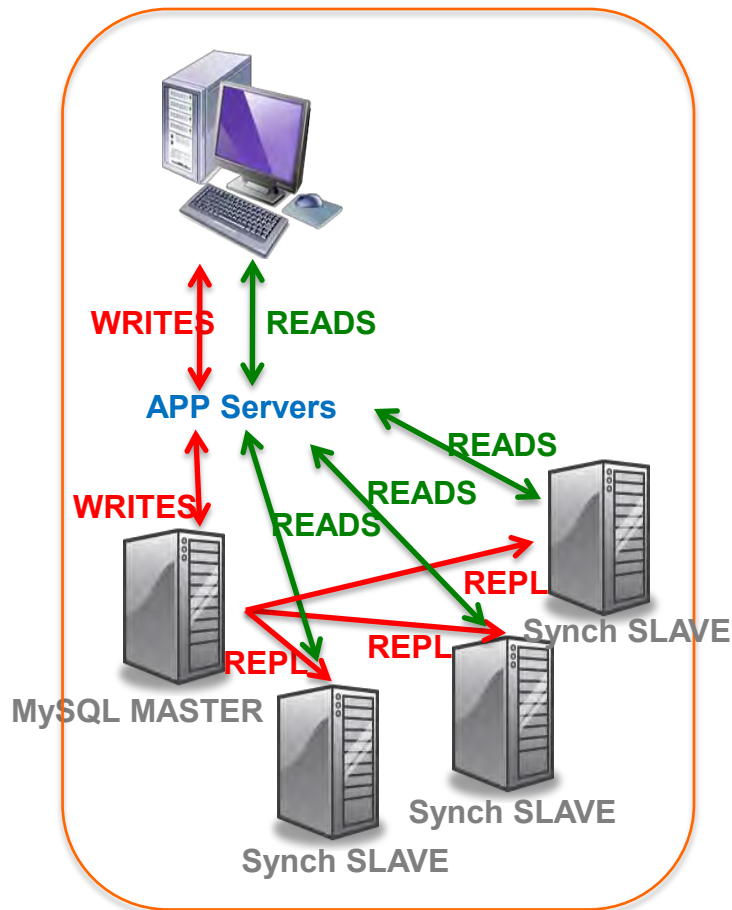 WRITES
READS
APP Servers
READS
READS
WRITES
READS
REPL
Synch SLAVE
REPL
REPL
MySQL MASTER
Synch SLAVE
Synch SLAVE